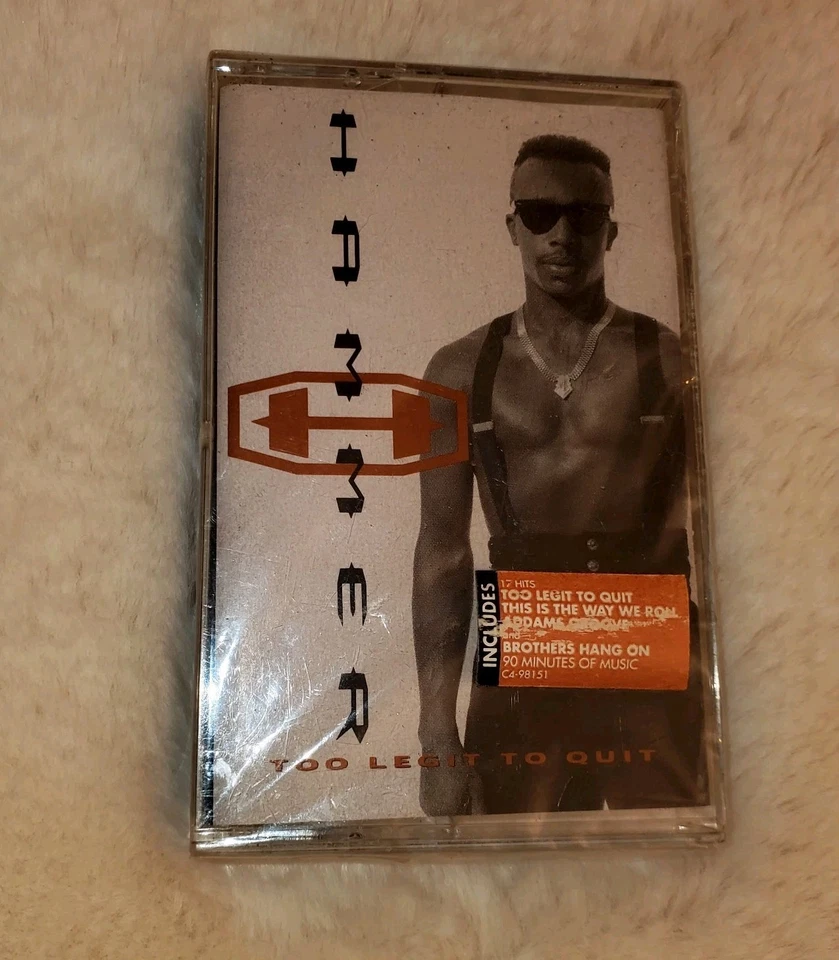 HAMMER
H
INCLUDES
17 HITS
TOO LEGIT TO QUIT
THIS IS THE WAY WE ROLL
ADDAMS GROOVE
and
BROTHERS HANG ON
90 MINUTES OF MUSIC
C4-98151
TOO LEGIT TO QUIT